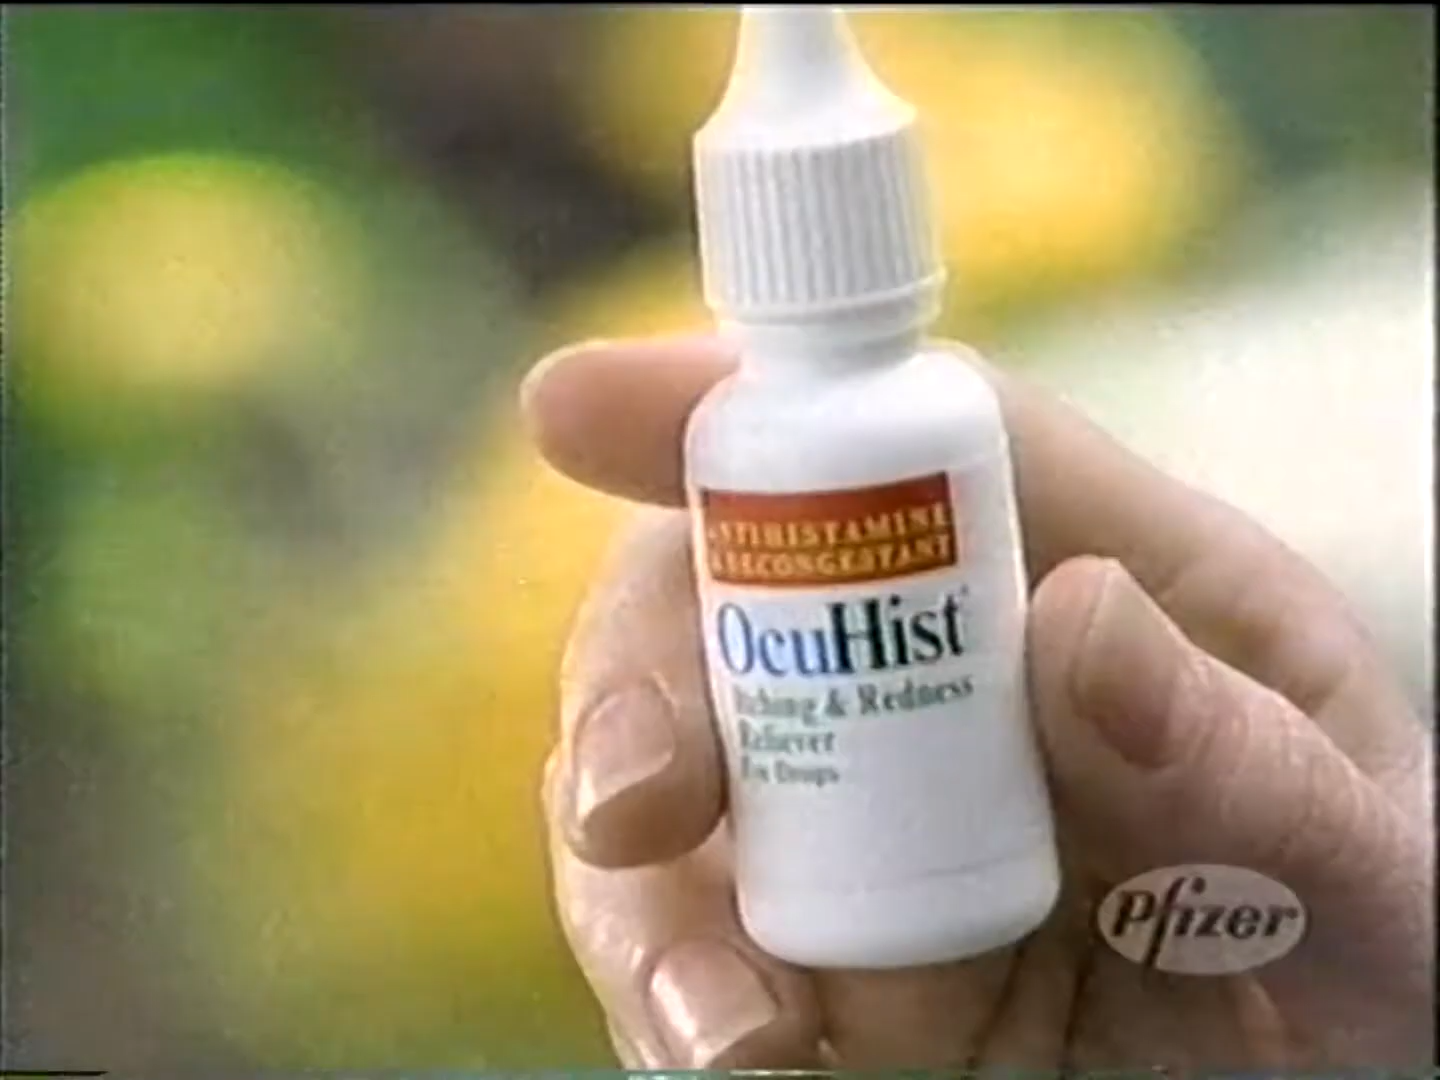 ANTIHISTAMINE
& DECONGESTANT
OcuHist®
Itching & Redness
Reliever
Eye Drops
Pfizer